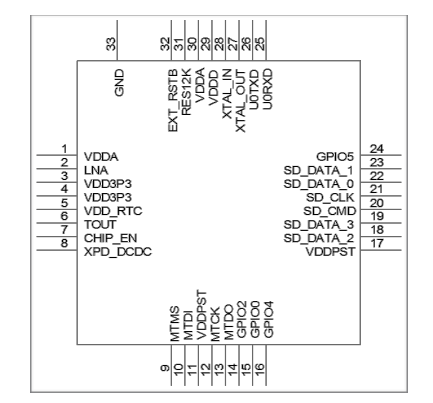 33 32 31 30 29 28 27 26 25
GND EXT_RSTB RES12K VDDA VDDD XTAL_IN XTAL_OUT U0TXD U0RXD
1 VDDA
2 LNA
3 VDD3P3
4 VDD3P3
5 VDD_RTC
6 TOUT
7 CHIP_EN
8 XPD_DCDC
GPIO5 24
SD_DATA_1 23
SD_DATA_0 22
SD_CLK 21
SD_CMD 20
SD_DATA_3 19
SD_DATA_2 18
VDDPST 17
MTMS MTDI VDDPST MTCK MTDO GPIO2 GPIO0 GPIO4
9 10 11 12 13 14 15 16